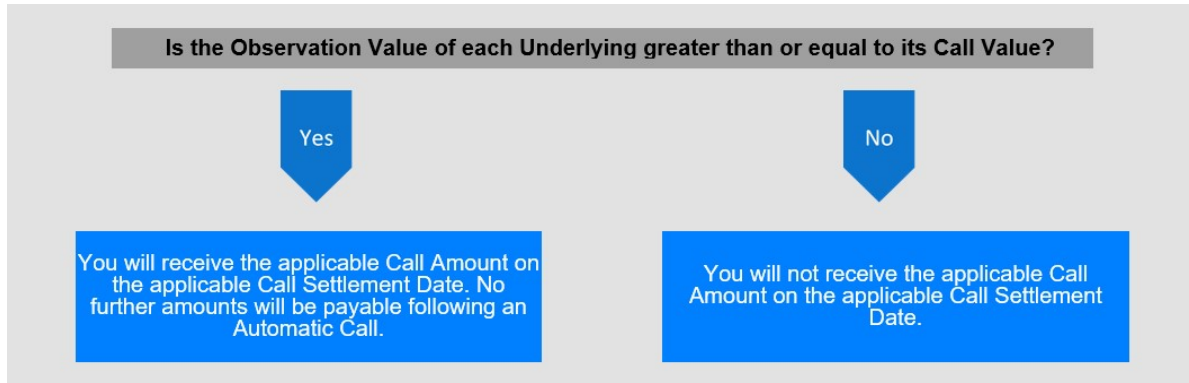 Is the Observation Value of each Underlying greater than or equal to its Call Value?
Yes
No
You will receive the applicable Call Amount on
the applicable Call Settlement Date. No
further amounts will be payable following an
Automatic Call.
You will not receive the applicable Call
Amount on the applicable Call Settlement
Date.